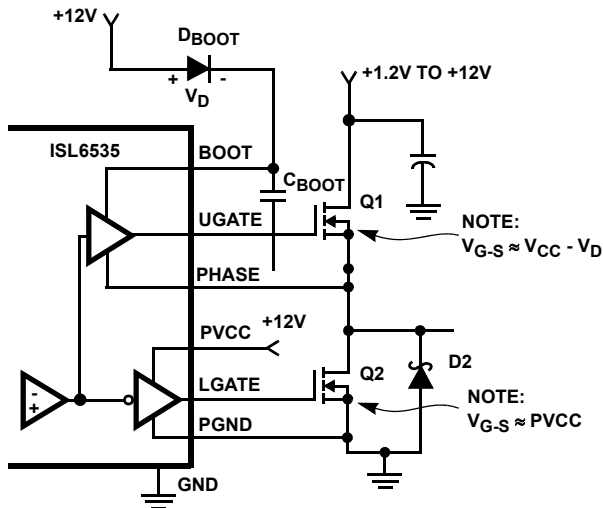 +12V
DBOOT
+ -
VD
+1.2V TO +12V
ISL6535
BOOT
CBOOT
Q1
UGATE
NOTE:
VG-S ≈ VCC - VD
PHASE
+12V
PVCC
Q2
D2
LGATE
NOTE:
VG-S ≈ PVCC
-
+
PGND
GND